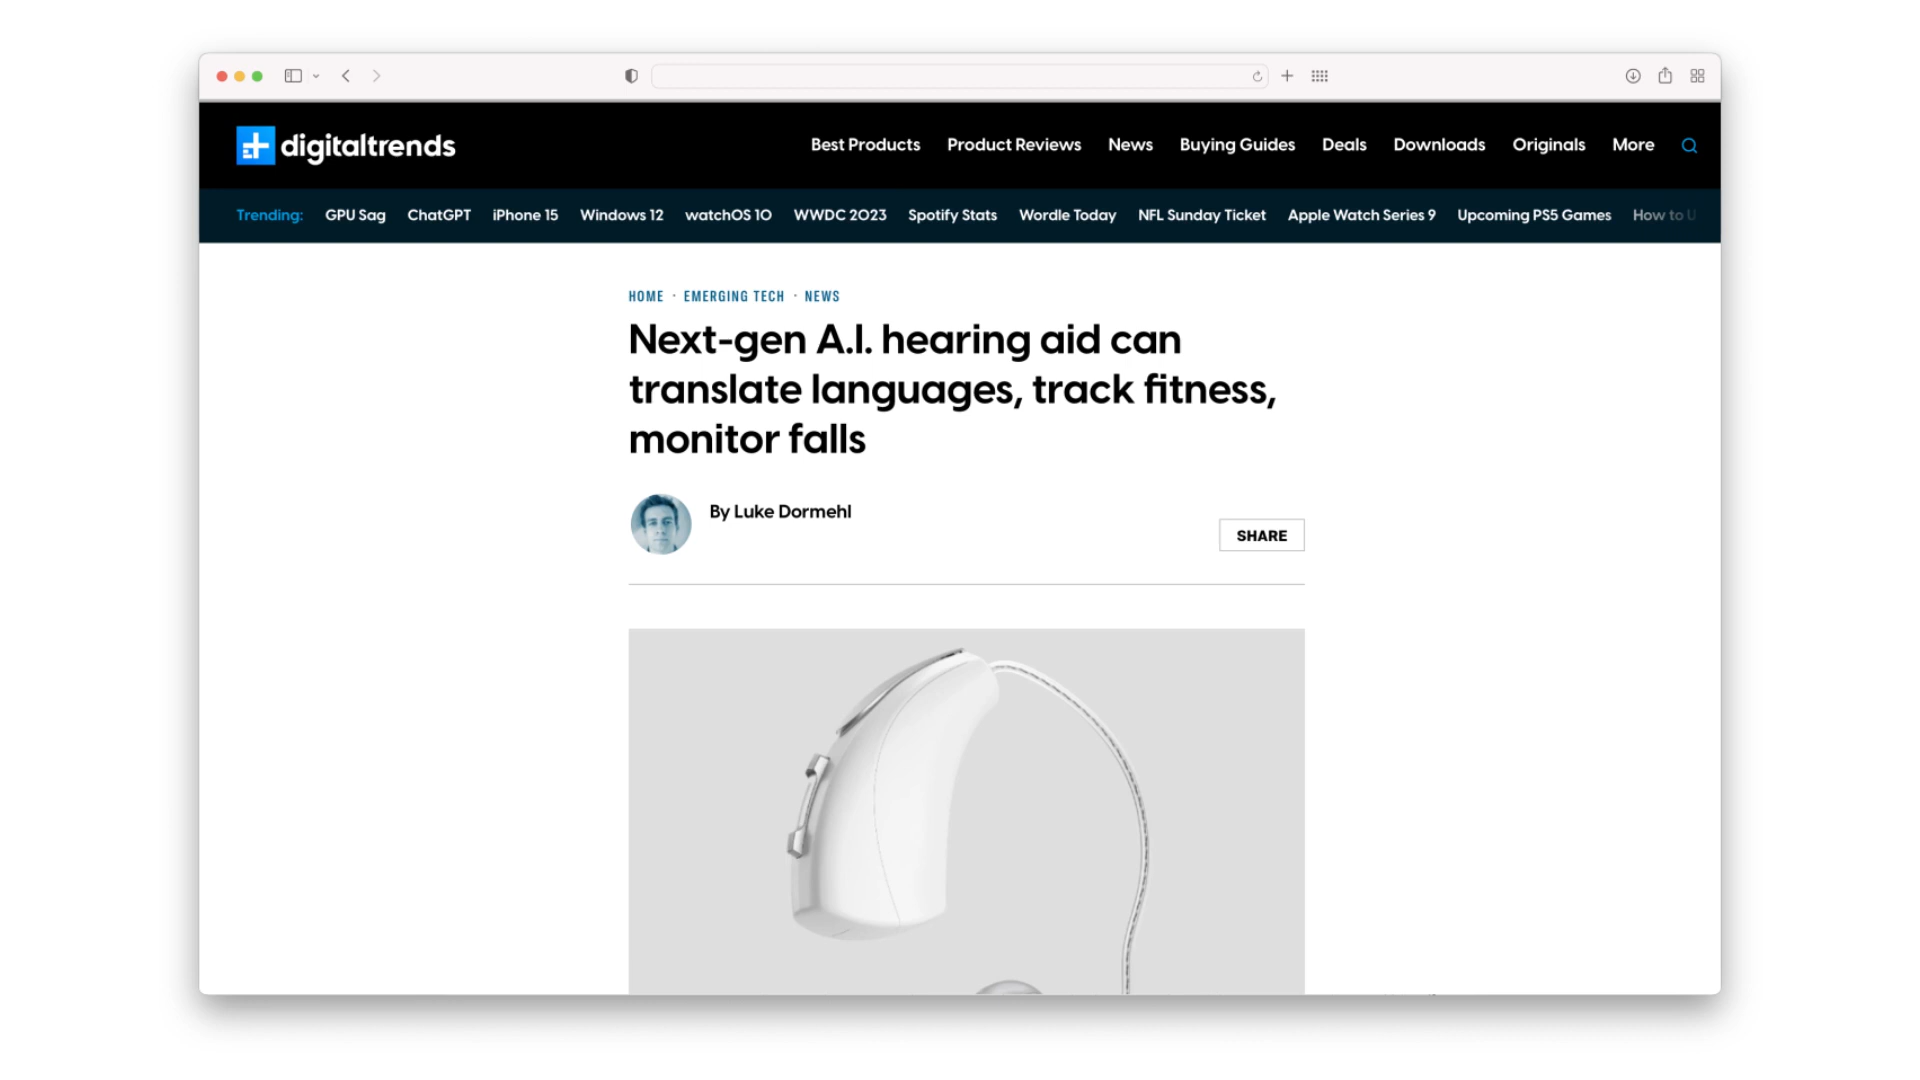 digitaltrends
Best Products Product Reviews News Buying Guides Deals Downloads Originals More
Trending: GPU Sag ChatGPT iPhone 15 Windows 12 watchOS 10 WWDC 2023 Spotify Stats Wordle Today NFL Sunday Ticket Apple Watch Series 9 Upcoming PS5 Games How to U
HOME · EMERGING TECH · NEWS
Next-gen A.I. hearing aid can
translate languages, track fitness,
monitor falls
By Luke Dormehl
SHARE